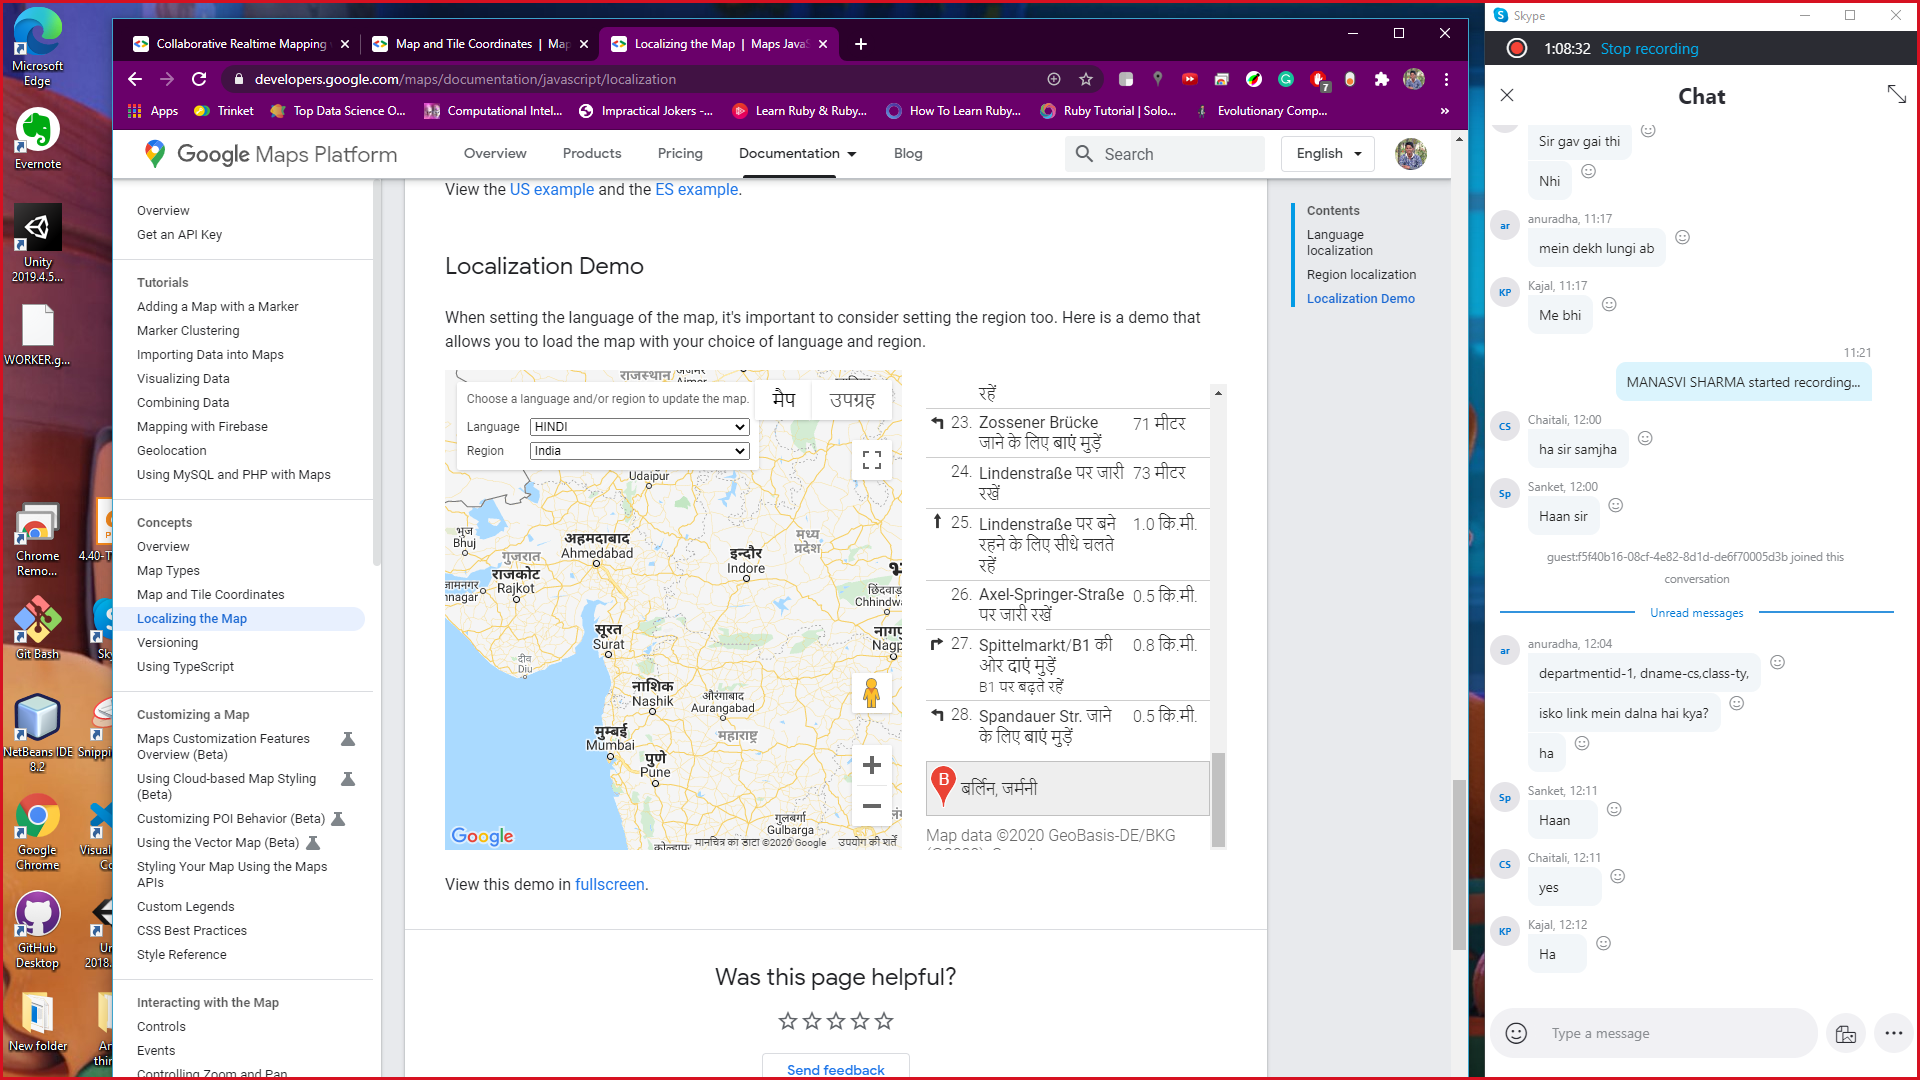 Microsoft
Edge
Evernote
Unity
2019.4.5...
WORKER.g...
Chrome
Remo...
4.40-T
Git Bash
Sky
NetBeans IDE
8.2
Snippi
Google
Chrome
Visual
Co
GitHub
Desktop
Un
2018.
New folder
An
thin
Collaborative Realtime Mapping
Map and Tile Coordinates | Map
Localizing the Map | Maps JavaS
developers.google.com/maps/documentation/javascript/localization
7
Apps
Trinket
Top Data Science O...
Computational Intel...
Impractical Jokers -...
Learn Ruby & Ruby...
How To Learn Ruby...
Ruby Tutorial | Solo...
Evolutionary Comp...
»
Google Maps Platform
Overview
Products
Pricing
Documentation
Blog
Search
English
Overview
Get an API Key
Tutorials
Adding a Map with a Marker
Marker Clustering
Importing Data into Maps
Visualizing Data
Combining Data
Mapping with Firebase
Geolocation
Using MySQL and PHP with Maps
Concepts
Overview
Map Types
Map and Tile Coordinates
Localizing the Map
Versioning
Using TypeScript
Customizing a Map
Maps Customization Features
Overview (Beta)
Using Cloud-based Map Styling
(Beta)
Customizing POI Behavior (Beta)
Using the Vector Map (Beta)
Styling Your Map Using the Maps
APIs
Custom Legends
CSS Best Practices
Style Reference
Interacting with the Map
Controls
Events
Controlling Zoom and Pan
View the US example and the ES example.
Localization Demo
When setting the language of the map, it's important to consider setting the region too. Here is a demo that
allows you to load the map with your choice of language and region.
राजस्थान
Choose a language and/or region to update the map.
Language HINDI
Region India
मैप
उपग्रह
Udaipur
भुज
Bhuj
अहमदाबाद
Ahmedabad
गुजरात
मध्य
प्रदेश
इन्दौर
Indore
राजकोट
Rajkot
जामनगर
nnagar
छिंदवाड़
Chhindwa
सूरत
Surat
नागपु
Nagp
दीव
Diu
नाशिक
Nashik
औरंगाबाद
Aurangabad
महाराष्ट्र
मुम्बई
Mumbai
पुणे
Pune
गुलबर्गा
Gulbarga
Google
मानचित्र का डाटा ©2020 Google
उपयोग की शर्तें
रहें
23. Zossener Brücke 71 मीटर
जाने के लिए बाएं मुड़ें
24. Lindenstraße पर जारी 73 मीटर
रखें
25. Lindenstraße पर बने 1.0 कि.मी.
रहने के लिए सीधे चलते
रहें
26. Axel-Springer-Straße 0.5 कि.मी.
पर जारी रखें
27. Spittelmarkt/B1 की 0.8 कि.मी.
ओर दाएं मुड़ें
B1 पर बढ़ते रहें
28. Spandauer Str. जाने 0.5 कि.मी.
के लिए बाएं मुड़ें
B बर्लिन, जर्मनी
Map data ©2020 GeoBasis-DE/BKG
View this demo in fullscreen.
Was this page helpful?
Send feedback
Contents
Language
localization
Region localization
Localization Demo
Skype
1:08:32 Stop recording
Chat
Sir gav gai thi
Nhi
ar
anuradha, 11:17
mein dekh lungi ab
KP
Kajal, 11:17
Me bhi
11:21
MANASVI SHARMA started recording...
CS
Chaitali, 12:00
ha sir samjha
Sp
Sanket, 12:00
Haan sir
guest:f5f40b16-08cf-4e82-8d1d-de6f70005d3b joined this
conversation
Unread messages
ar
anuradha, 12:04
departmentid-1, dname-cs,class-ty,
isko link mein dalna hai kya?
ha
Sp
Sanket, 12:11
Haan
CS
Chaitali, 12:11
yes
KP
Kajal, 12:12
Ha
Type a message